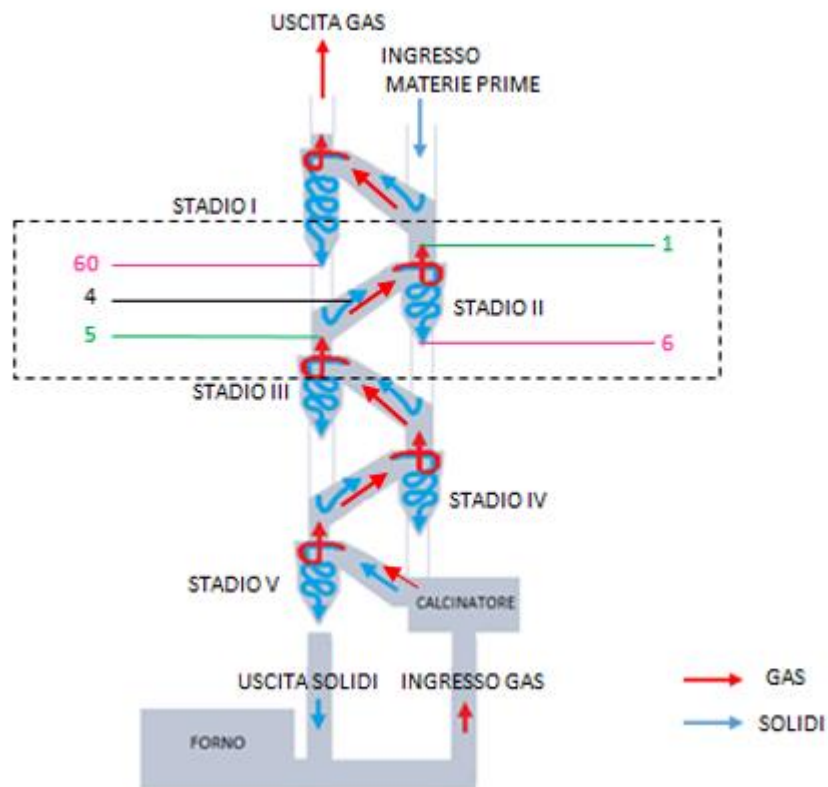 USCITA GAS
INGRESSO
MATERIE PRIME
STADIO I
1
60
4
STADIO II
5
6
STADIO III
STADIO IV
STADIO V
CALCINATORE
USCITA SOLIDI
INGRESSO GAS
GAS
SOLIDI
FORNO